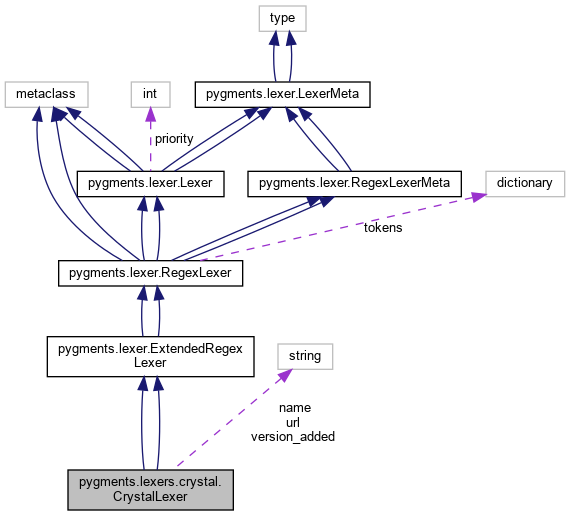 type
metaclass
int
pygments.lexer.LexerMeta
priority
pygments.lexer.Lexer
pygments.lexer.RegexLexerMeta
dictionary
tokens
pygments.lexer.RegexLexer
pygments.lexer.ExtendedRegex
Lexer
string
name
url
version_added
pygments.lexers.crystal.
CrystalLexer